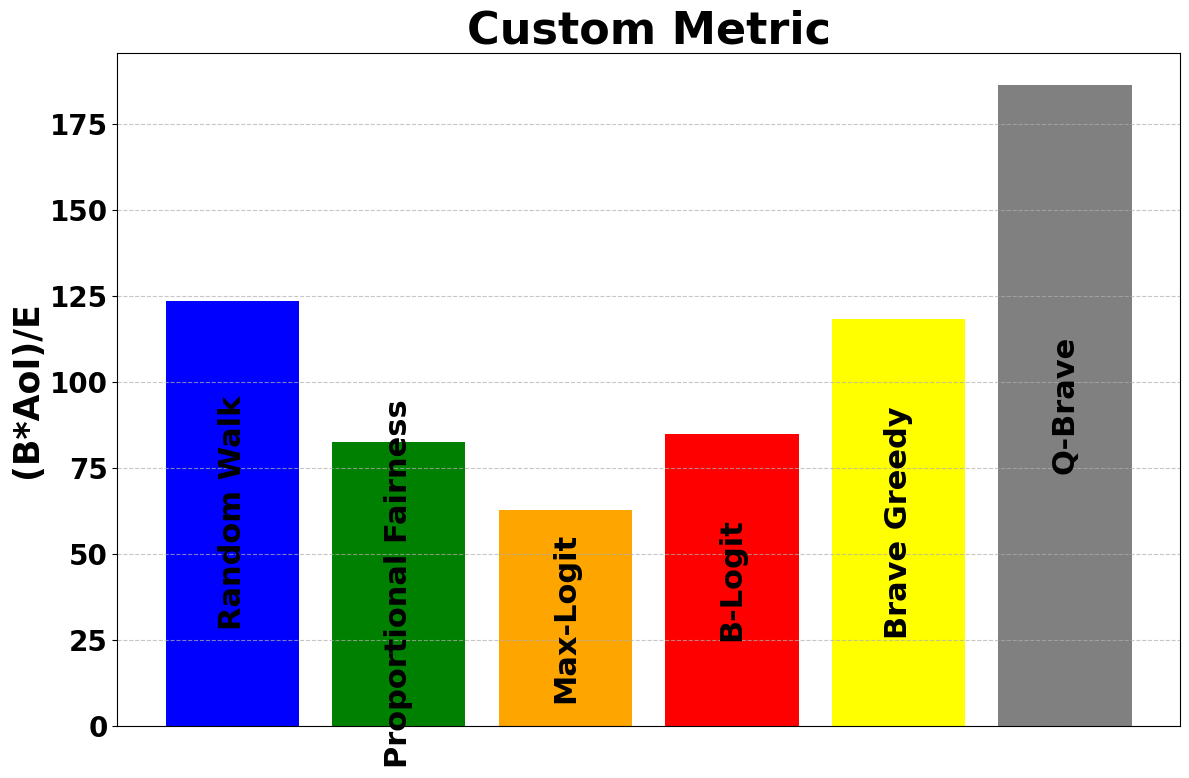 Custom Metric
(B*AoI)/E
175
150
125
100
75
50
25
0
Random Walk
Proportional Fairness
Max-Logit
B-Logit
Brave Greedy
Q-Brave